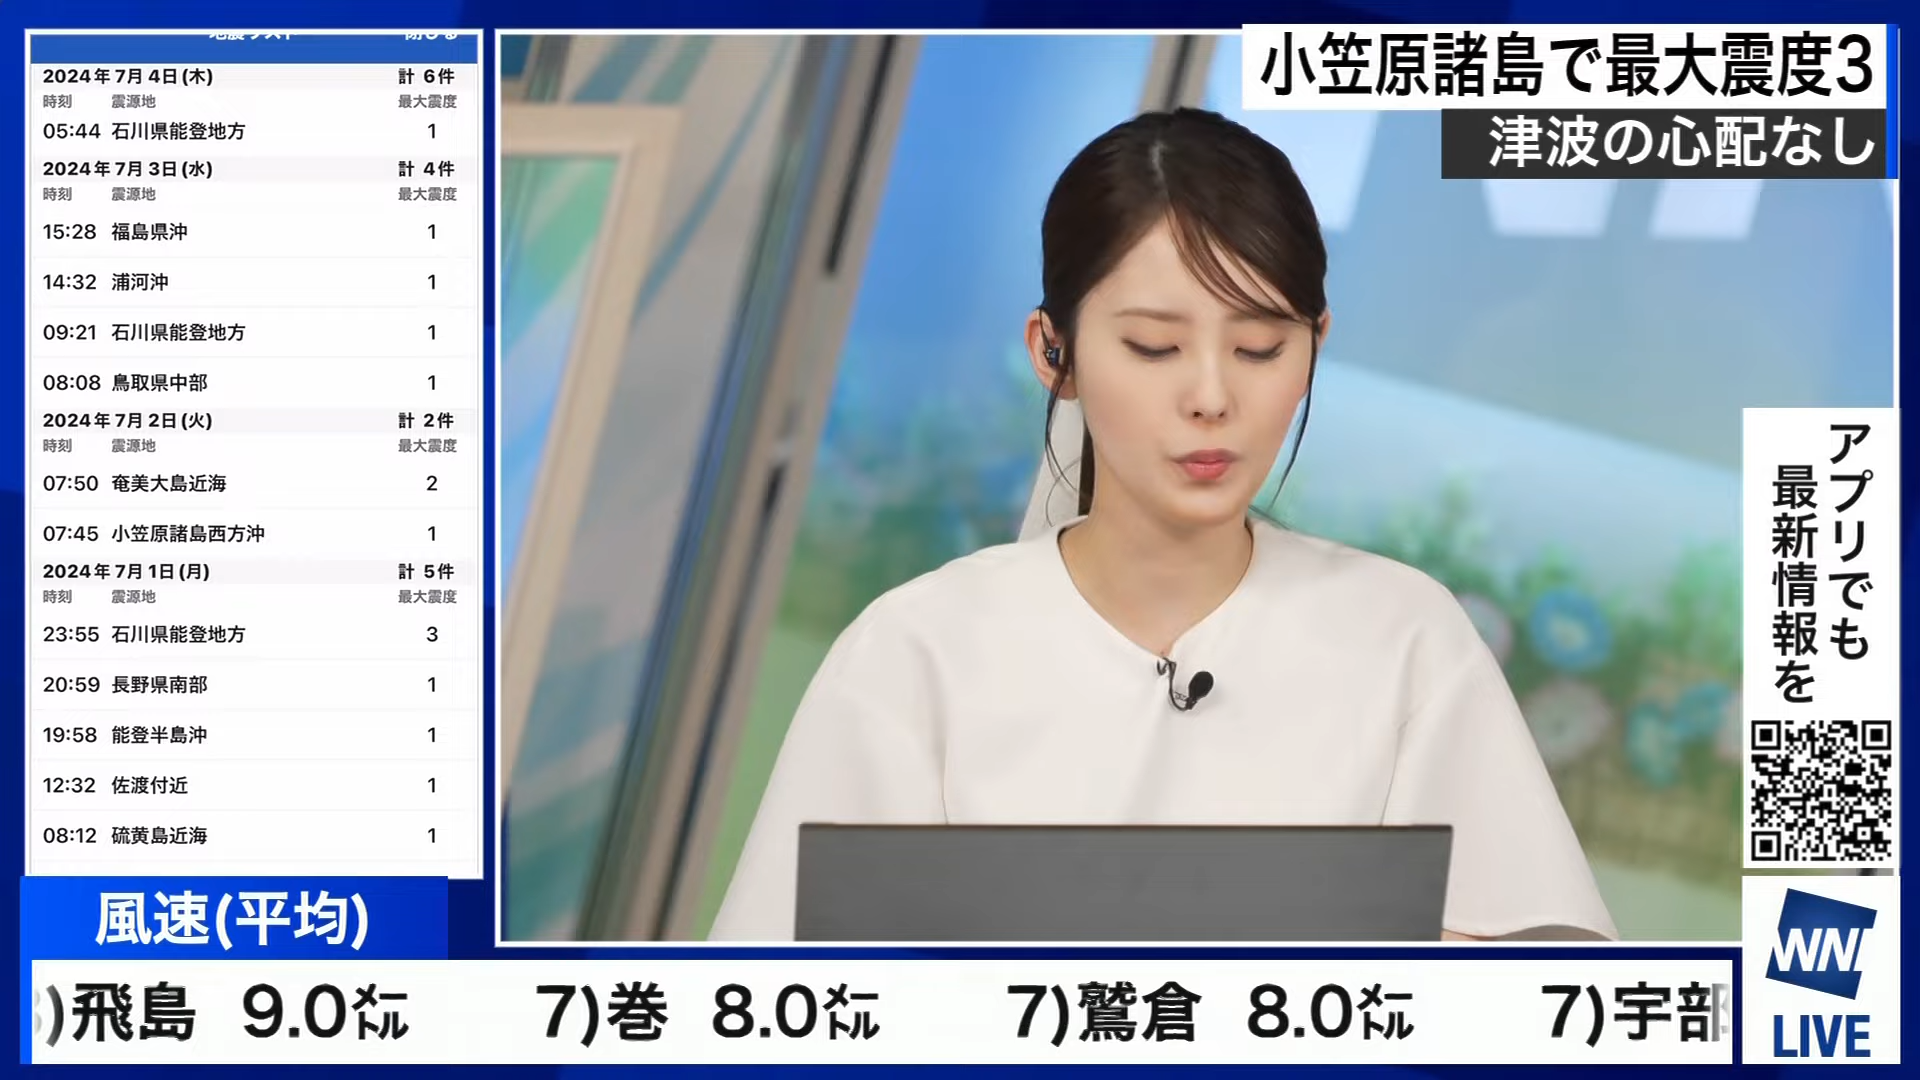 地震リスト 閉じる
2024年7月4日(木) 計 6件
時刻 震源地 最大震度
05:44 石川県能登地方 1
2024年7月3日(水) 計 4件
時刻 震源地 最大震度
15:28 福島県沖 1
14:32 浦河沖 1
09:21 石川県能登地方 1
08:08 鳥取県中部 1
2024年7月2日(火) 計 2件
時刻 震源地 最大震度
07:50 奄美大島近海 2
07:45 小笠原諸島西方沖 1
2024年7月1日(月) 計 5件
時刻 震源地 最大震度
23:55 石川県能登地方 3
20:59 長野県南部 1
19:58 能登半島沖 1
12:32 佐渡付近 1
08:12 硫黄島近海 1
小笠原諸島で最大震度3
津波の心配なし
アプリでも
最新情報を
WNI
LIVE
風速(平均)
)飛島 9.0メートル 7)巻 8.0メートル 7)鷲倉 8.0メートル 7)宇部